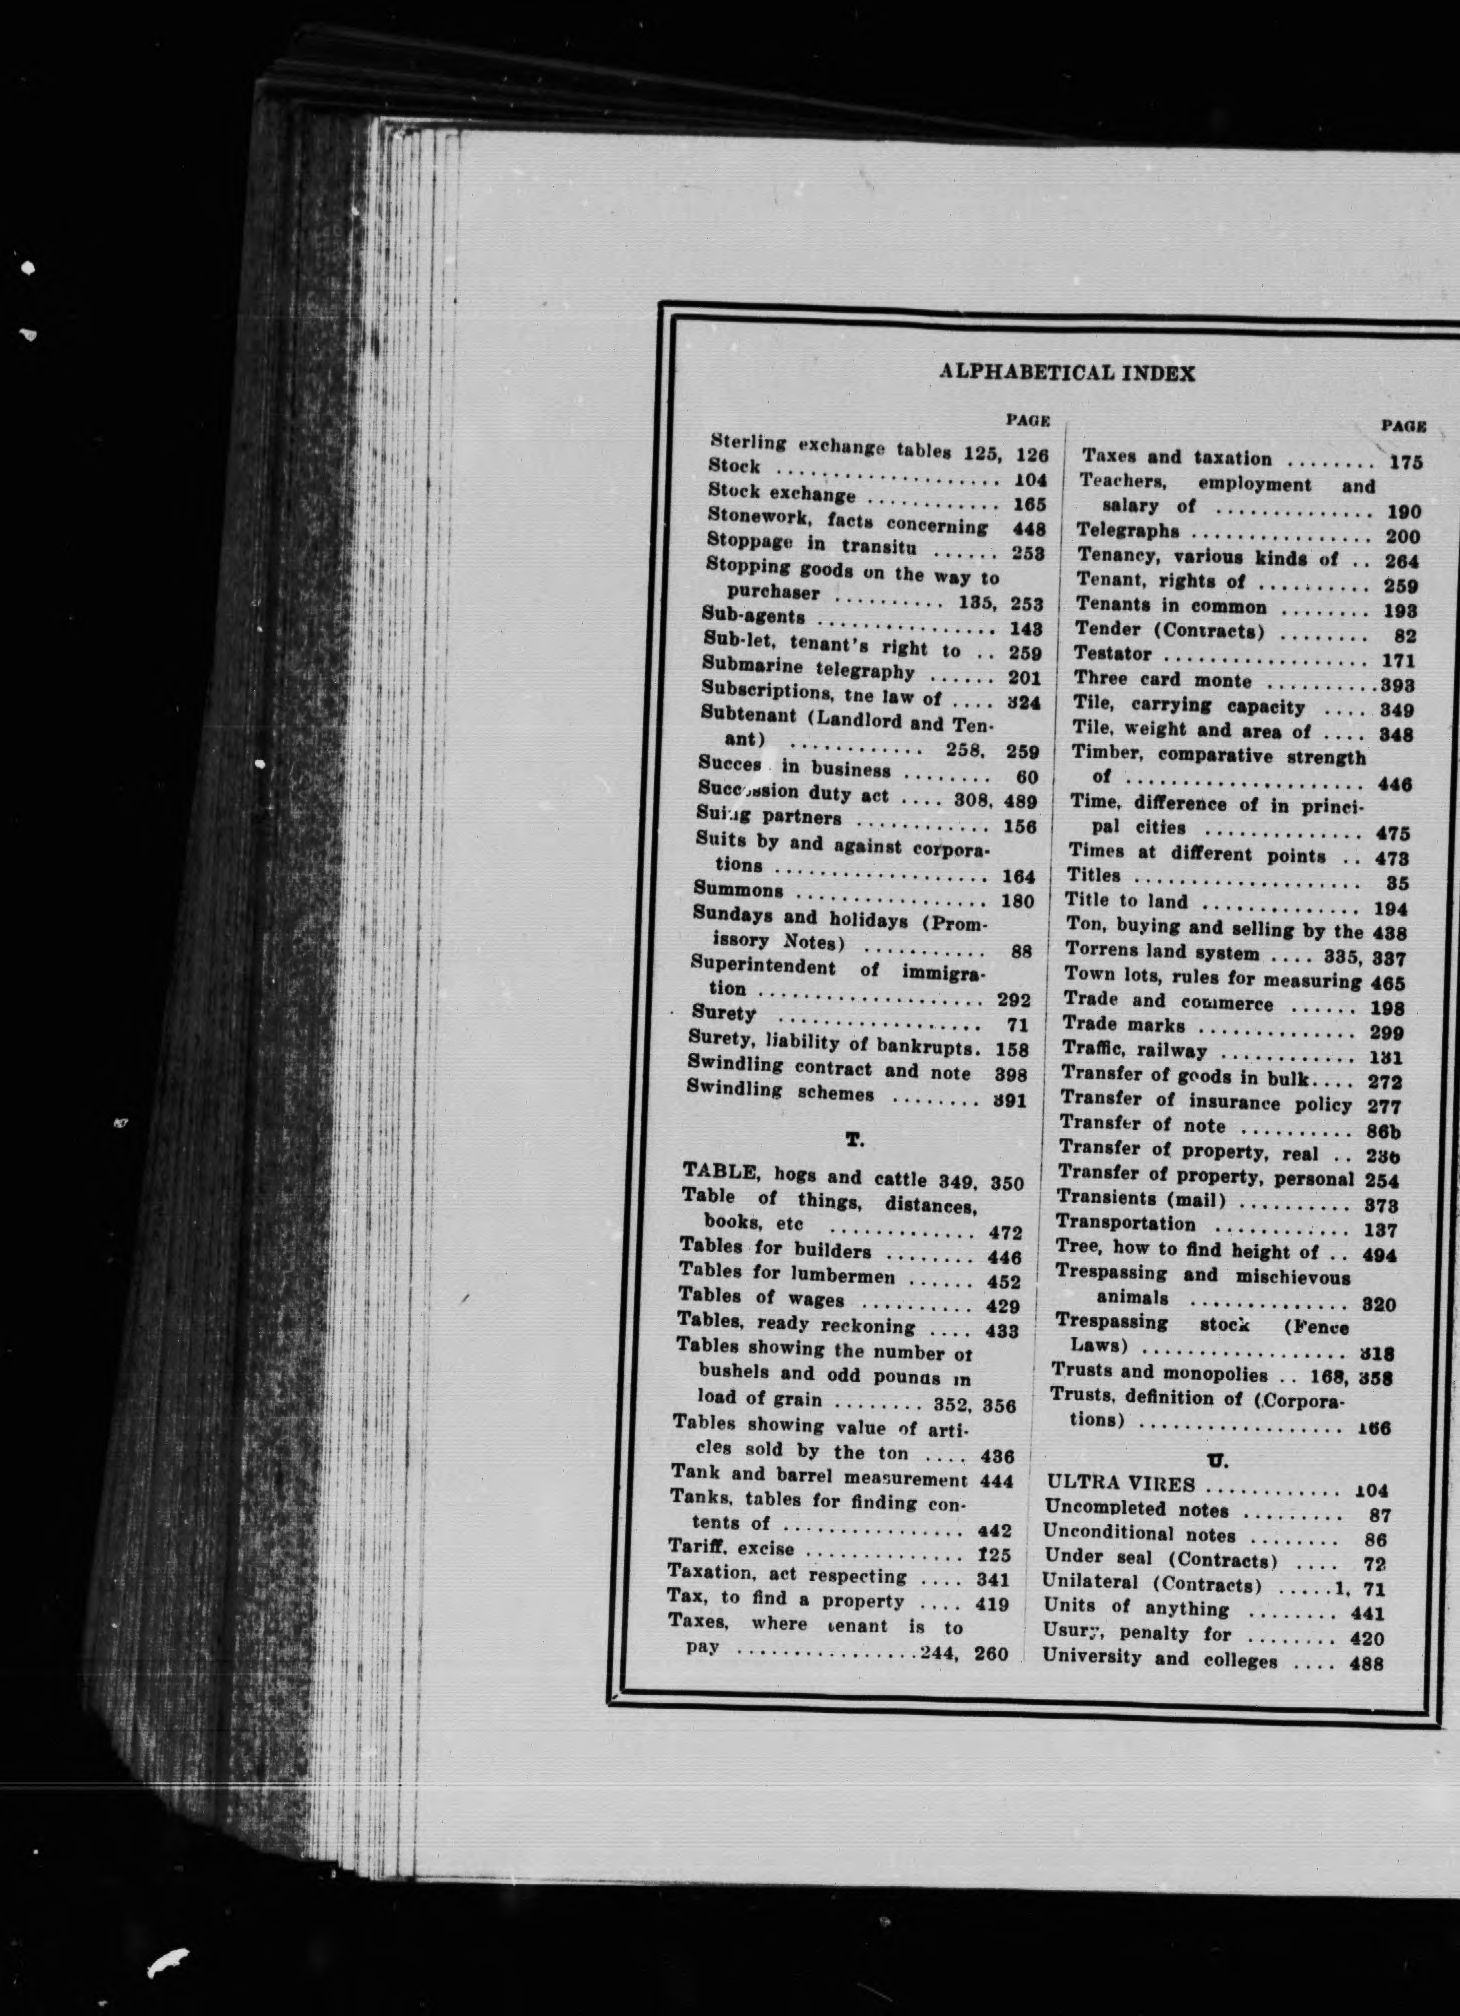 ALPHABETICAL INDEX
PAGE
Sterling exchange tables 125, 126
Stock .................... 104
Stock exchange ............ 165
Stonework, facts concerning 448
Stoppage in transitu ...... 253
Stopping goods on the way to
purchaser .......... 135, 253
Sub-agents ................ 143
Sub-let, tenant's right to .. 259
Submarine telegraphy ...... 201
Subscriptions, the law of .... 324
Subtenant (Landlord and Ten-
ant) ............ 258, 259
Succes in business ........ 60
Succession duty act .... 308, 489
Suing partners ............ 156
Suits by and against corpora-
tions ................... 164
Summons ................. 180
Sundays and holidays (Prom-
issory Notes) ........... 88
Superintendent of immigra-
tion .................... 292
Surety .................. 71
Surety, liability of bankrupts. 158
Swindling contract and note 398
Swindling schemes ........ 391
T.
TABLE, hogs and cattle 349, 350
Table of things, distances,
books, etc ............. 472
Tables for builders ........ 446
Tables for lumbermen ...... 452
Tables of wages .......... 429
Tables, ready reckoning .... 433
Tables showing the number of
bushels and odd pounds in
load of grain ........ 352, 356
Tables showing value of arti-
cles sold by the ton .... 436
Tank and barrel measurement 444
Tanks, tables for finding con-
tents of ................ 442
Tariff, excise .............. 125
Taxation, act respecting .... 341
Tax, to find a property .... 419
Taxes, where tenant is to
pay ................244, 260
PAGE
Taxes and taxation ........ 175
Teachers, employment and
salary of .............. 190
Telegraphs ................ 200
Tenancy, various kinds of .. 264
Tenant, rights of .......... 259
Tenants in common ........ 193
Tender (Contracts) ........ 82
Testator .................. 171
Three card monte ..........393
Tile, carrying capacity .... 349
Tile, weight and area of .... 348
Timber, comparative strength
of ..................... 446
Time, difference of in princi-
pal cities .............. 475
Times at different points .. 473
Titles .................... 35
Title to land .............. 194
Ton, buying and selling by the 438
Torrens land system .... 335, 337
Town lots, rules for measuring 465
Trade and commerce ...... 198
Trade marks .............. 299
Traffic, railway ............ 131
Transfer of goods in bulk.... 272
Transfer of insurance policy 277
Transfer of note .......... 86b
Transfer of property, real ..
Transfer of property, personal 254
Transients (mail) .......... 373
Transportation ............ 137
Tree, how to find height of .. 494
Trespassing and mischievous
animals .............. 320
Trespassing stock (Fence
Laws) .................. 318
Trusts and monopolies .. 168, 358
Trusts, definition of (Corpora-
tions) .................. 166
U.
ULTRA VIRES ............ 104
Uncompleted notes ......... 87
Unconditional notes ........ 86
Under seal (Contracts) .... 72
Unilateral (Contracts) .....1, 71
Units of anything ........ 441
Usury, penalty for ........ 420
University and colleges .... 488